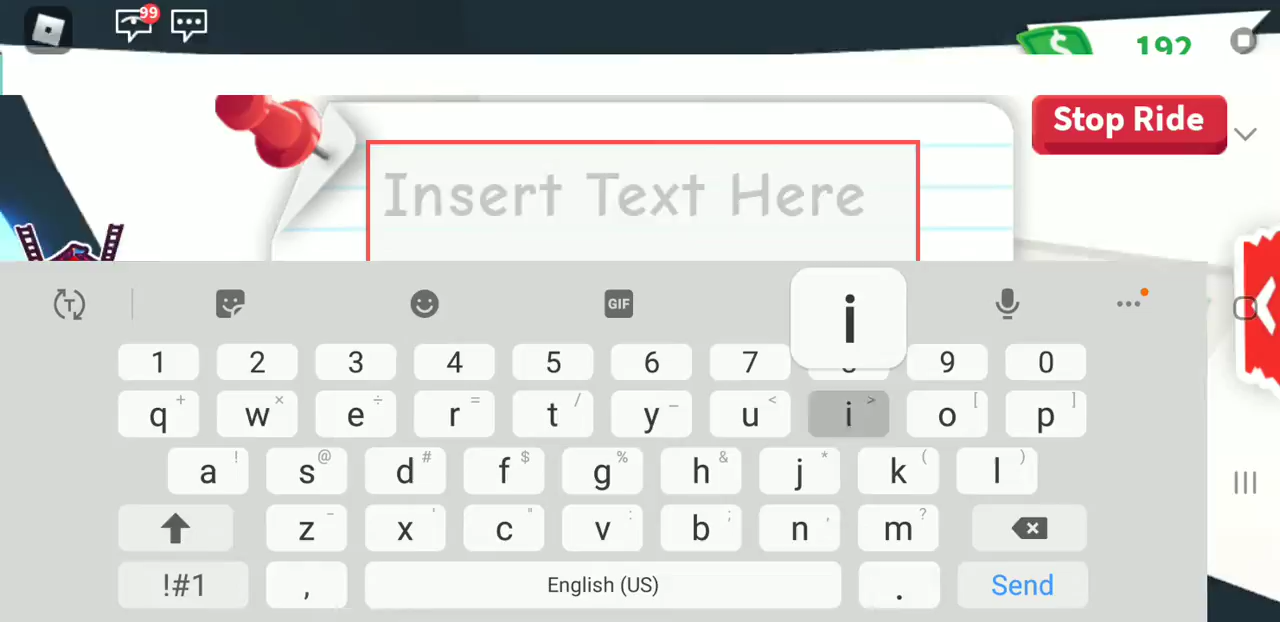 99
192
Stop Ride
Insert Text Here
i
GIF
1 2 3 4 5 6 7 9 0
q + w × e ÷ r = t / y _ u < i > o [ p ]
a ! s @ d # f $ g % h & j * k ( l )
z - x ' c " v : b ; n , m ?
!#1 , English (US) . Send